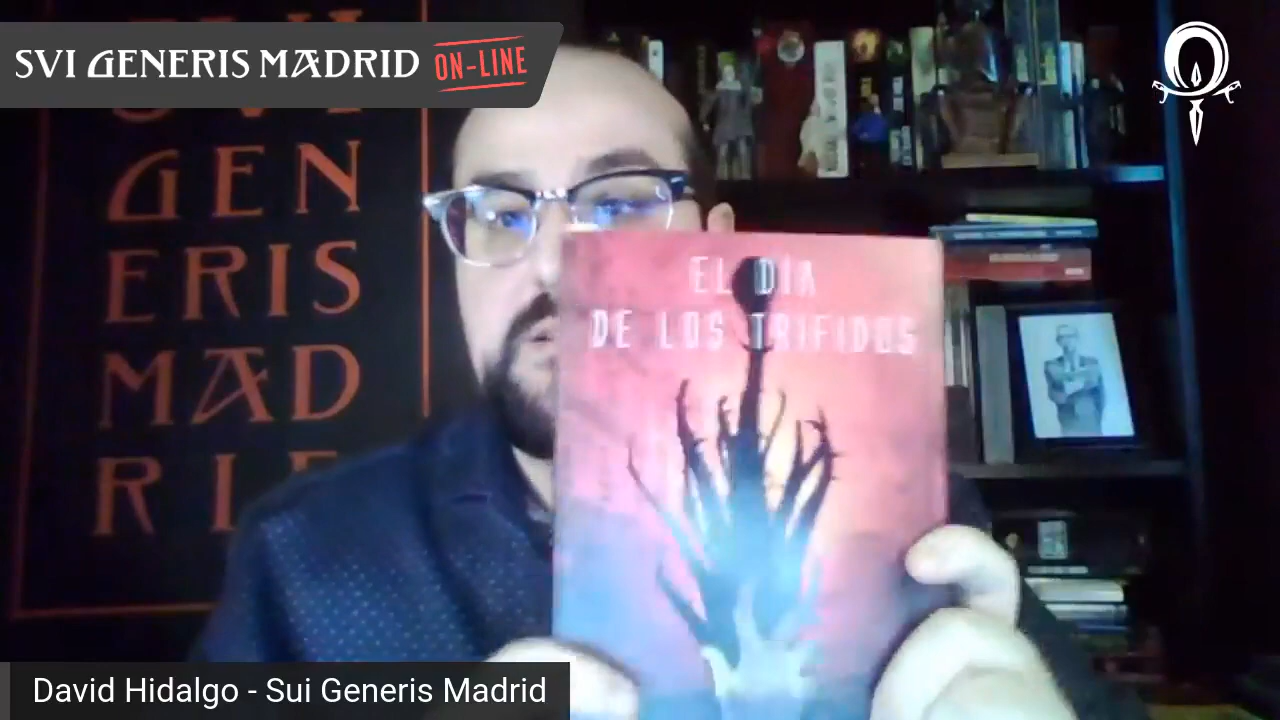 SVI GENERIS MADRID ON-LINE
GEN
ERIS
MAD
EL DÍA
DE LOS TRÍFIDOS
David Hidalgo - Sui Generis Madrid